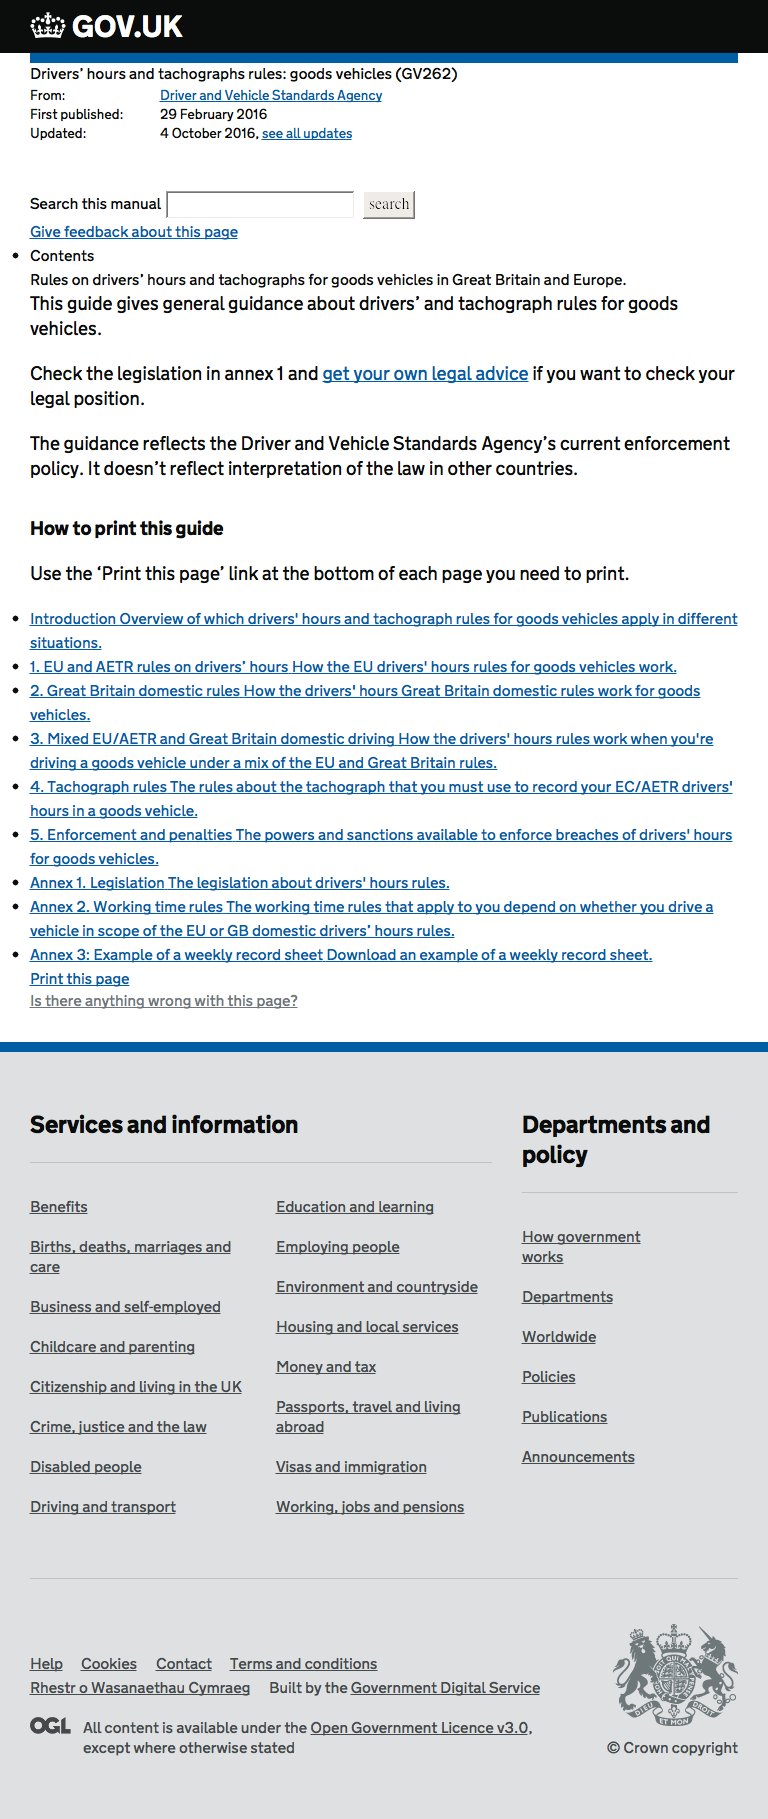 GOV.UK
Drivers’ hours and tachographs rules: goods vehicles (GV262)
From: Driver and Vehicle Standards Agency
First published: 29 February 2016
Updated: 4 October 2016, see all updates
Search this manual search
Give feedback about this page
Contents
Rules on drivers’ hours and tachographs for goods vehicles in Great Britain and Europe.
This guide gives general guidance about drivers’ and tachograph rules for goods
vehicles.
Check the legislation in annex 1 and get your own legal advice if you want to check your
legal position.
The guidance reflects the Driver and Vehicle Standards Agency’s current enforcement
policy. It doesn’t reflect interpretation of the law in other countries.
How to print this guide
Use the ‘Print this page’ link at the bottom of each page you need to print.
Introduction Overview of which drivers' hours and tachograph rules for goods vehicles apply in different
situations.
1. EU and AETR rules on drivers’ hours How the EU drivers' hours rules for goods vehicles work.
2. Great Britain domestic rules How the drivers' hours Great Britain domestic rules work for goods
vehicles.
3. Mixed EU/AETR and Great Britain domestic driving How the drivers' hours rules work when you're
driving a goods vehicle under a mix of the EU and Great Britain rules.
4. Tachograph rules The rules about the tachograph that you must use to record your EC/AETR drivers'
hours in a goods vehicle.
5. Enforcement and penalties The powers and sanctions available to enforce breaches of drivers' hours
for goods vehicles.
Annex 1. Legislation The legislation about drivers' hours rules.
Annex 2. Working time rules The working time rules that apply to you depend on whether you drive a
vehicle in scope of the EU or GB domestic drivers’ hours rules.
Annex 3: Example of a weekly record sheet Download an example of a weekly record sheet.
Print this page
Is there anything wrong with this page?
Services and information
Benefits
Births, deaths, marriages and
care
Business and self-employed
Childcare and parenting
Citizenship and living in the UK
Crime, justice and the law
Disabled people
Driving and transport
Education and learning
Employing people
Environment and countryside
Housing and local services
Money and tax
Passports, travel and living
abroad
Visas and immigration
Working, jobs and pensions
Departments and
policy
How government
works
Departments
Worldwide
Policies
Publications
Announcements
Help Cookies Contact Terms and conditions
Rhestr o Wasanaethau Cymraeg Built by the Government Digital Service
OGL All content is available under the Open Government Licence v3.0,
except where otherwise stated
DIEU ET MON DROIT
© Crown copyright